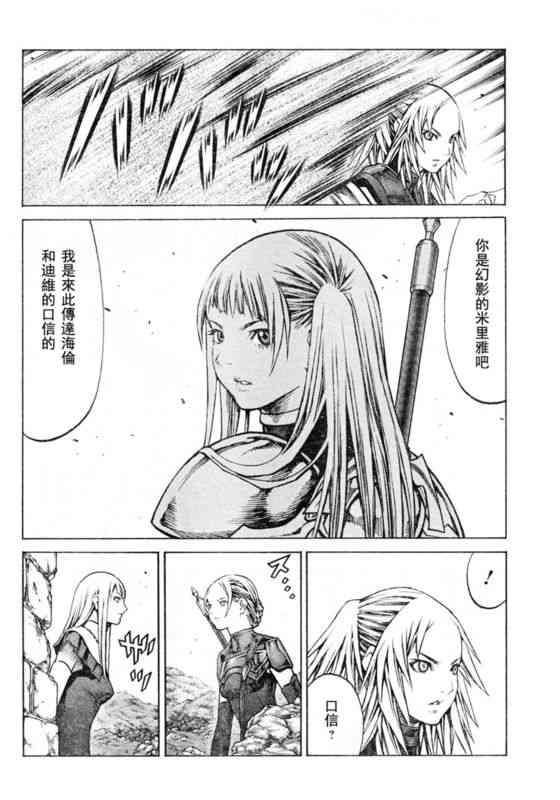 你是幻影的米里雅吧
我是來此傳達海倫
和迪維的口信的
！
口信？